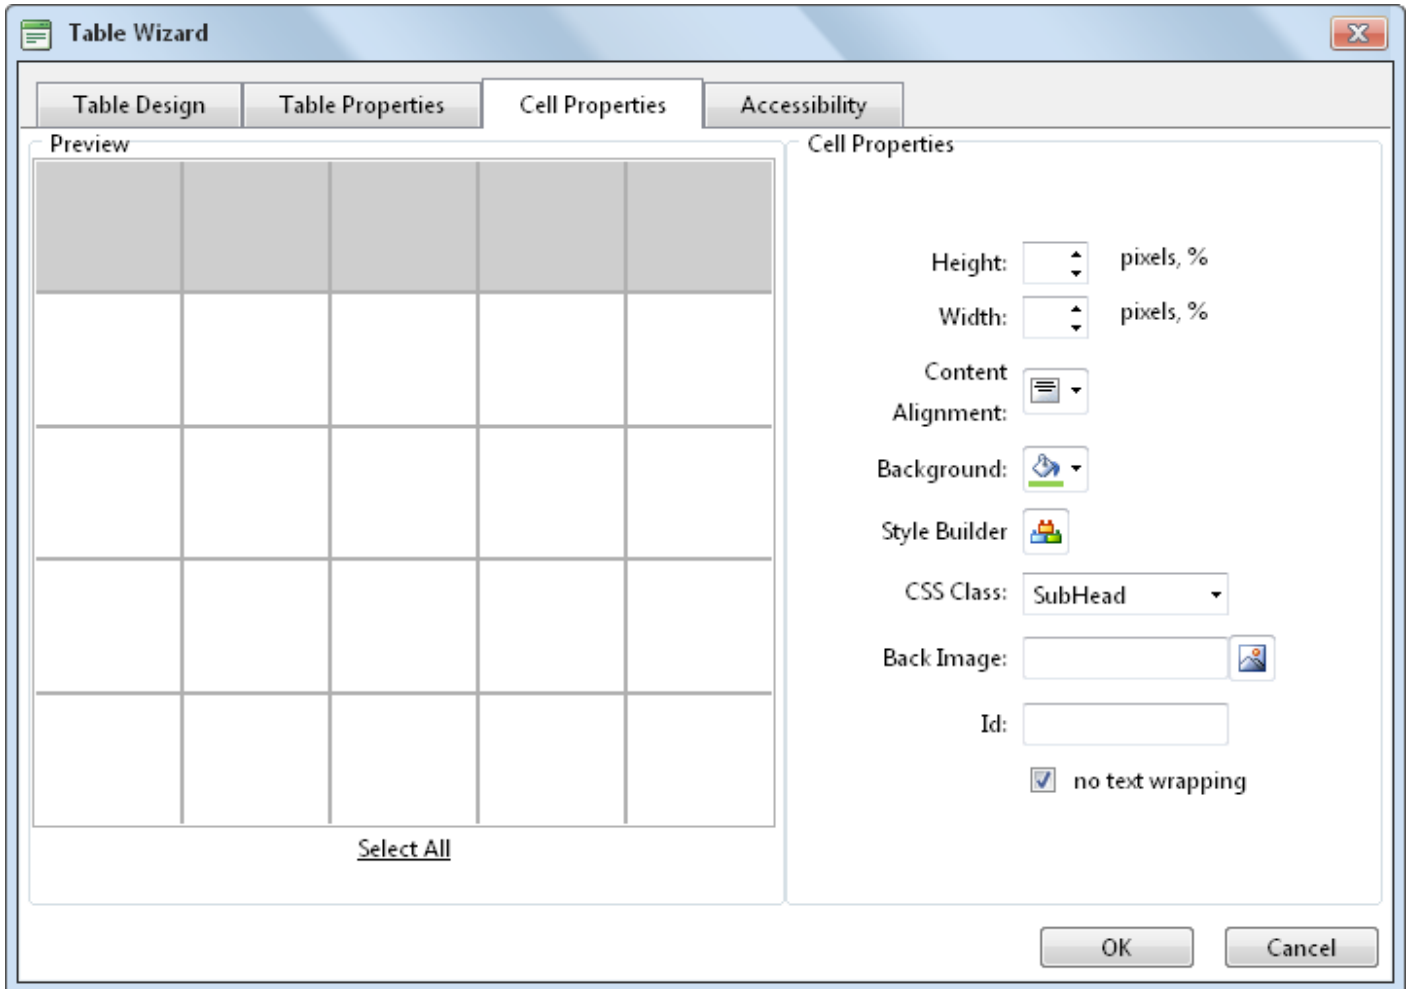 Table Wizard
Table Design
Table Properties
Cell Properties
Accessibility
Preview
Select All
Cell Properties
Height:
pixels, %
Width:
pixels, %
Content
Alignment:
Background:
Style Builder
CSS Class:
SubHead
Back Image:
Id:
no text wrapping
OK
Cancel